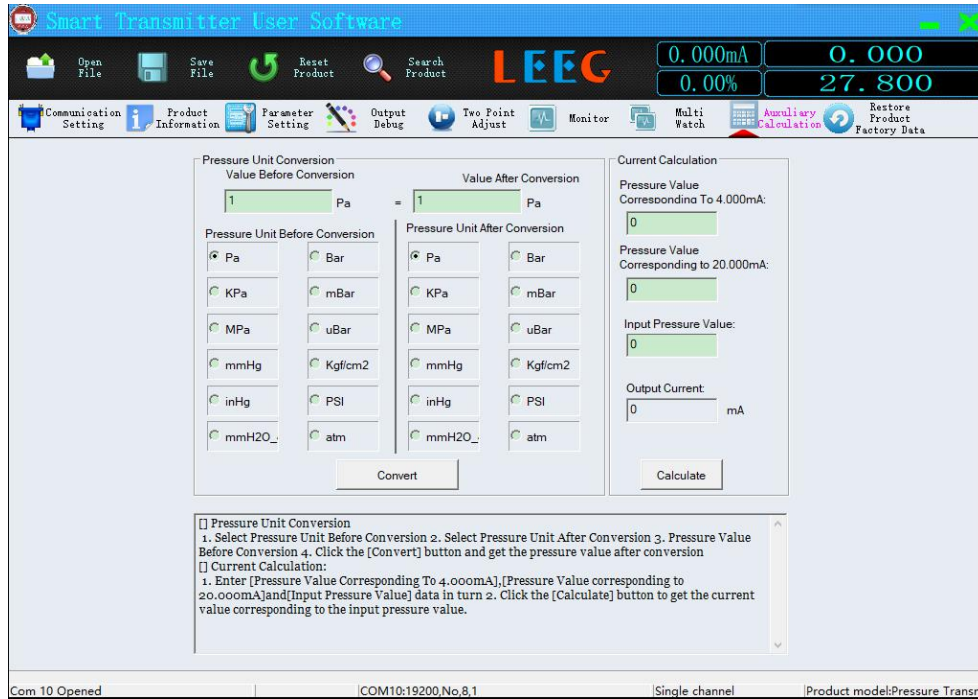 Smart Transmitter User Software
Open File
Save File
Reset Product
Search Product
LEEG
0.000mA
0.000
0.00%
27.800
Communication Setting
Product Information
Parameter Setting
Output Debug
Two Point Adjust
Monitor
Multi Watch
Auxuliary Calculation
Restore Product Factory Data
Pressure Unit Conversion
Value Before Conversion
Value After Conversion
1 Pa = 1 Pa
Pressure Unit Before Conversion
Pressure Unit After Conversion
Pa Bar Pa Bar
KPa mBar KPa mBar
MPa uBar MPa uBar
mmHg Kgf/cm2 mmHg Kgf/cm2
inHg PSI inHg PSI
mmH2O_ atm mmH2O_ atm
Convert
Current Calculation
Pressure Value
Corresponding To 4.000mA:
0
Pressure Value
Corresponding to 20.000mA:
0
Input Pressure Value:
0
Output Current:
0 mA
Calculate
[] Pressure Unit Conversion
1. Select Pressure Unit Before Conversion 2. Select Pressure Unit After Conversion 3. Pressure Value
Before Conversion 4. Click the [Convert] button and get the pressure value after conversion
[] Current Calculation:
1. Enter [Pressure Value Corresponding To 4.000mA],[Pressure Value corresponding to
20.000mA]and[Input Pressure Value] data in turn 2. Click the [Calculate] button to get the current
value corresponding to the input pressure value.
Com 10 Opened
COM10:19200,No,8,1
Single channel
Product model:Pressure Transm